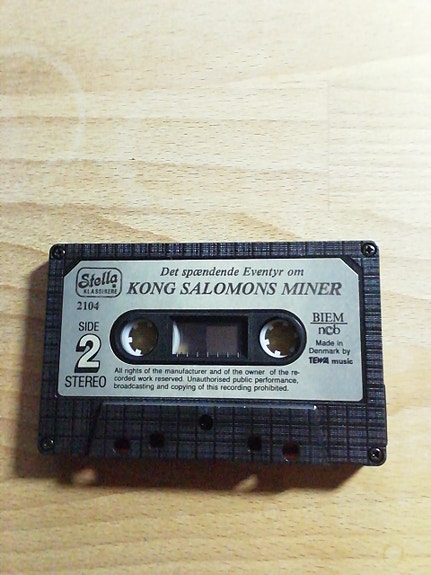 Stella
KLASSIKERE
2104
SIDE
2
STEREO
Det spændende Eventyr om
KONG SALOMONS MINER
BIEM
ncb
Made in
Denmark by
TEWA music
All rights of the manufacturer and of the owner of the re-
corded work reserved. Unauthorised public performance,
broadcasting and copying of this recording prohibited.